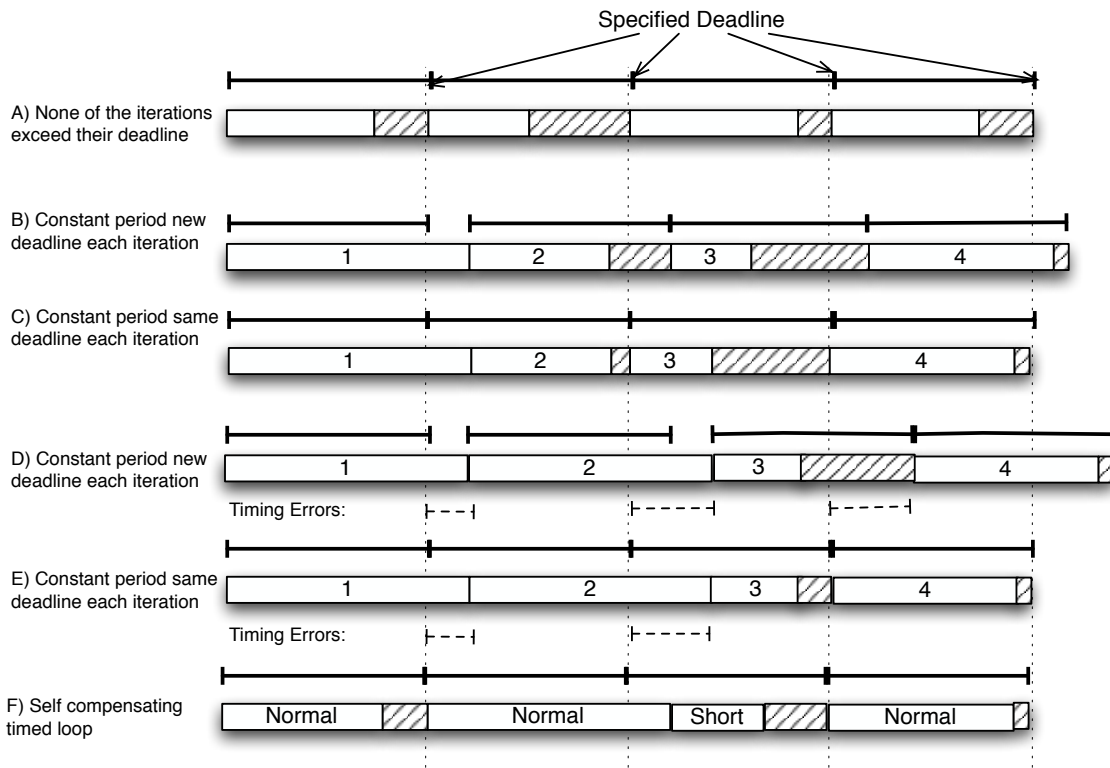 Specified Deadline
A) None of the iterations
exceed their deadline
B) Constant period new
deadline each iteration
1 2 3 4
C) Constant period same
deadline each iteration
1 2 3 4
D) Constant period new
deadline each iteration
1 2 3 4
Timing Errors:
E) Constant period same
deadline each iteration
1 2 3 4
Timing Errors:
F) Self compensating
timed loop
Normal Normal Short Normal